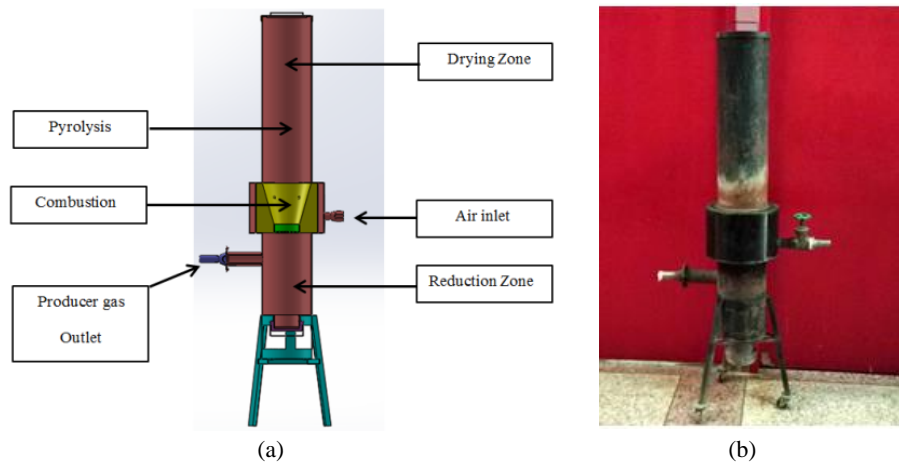 Drying Zone
Pyrolysis
Combustion
Air inlet
Reduction Zone
Producer gas
Outlet
(a)
(b)